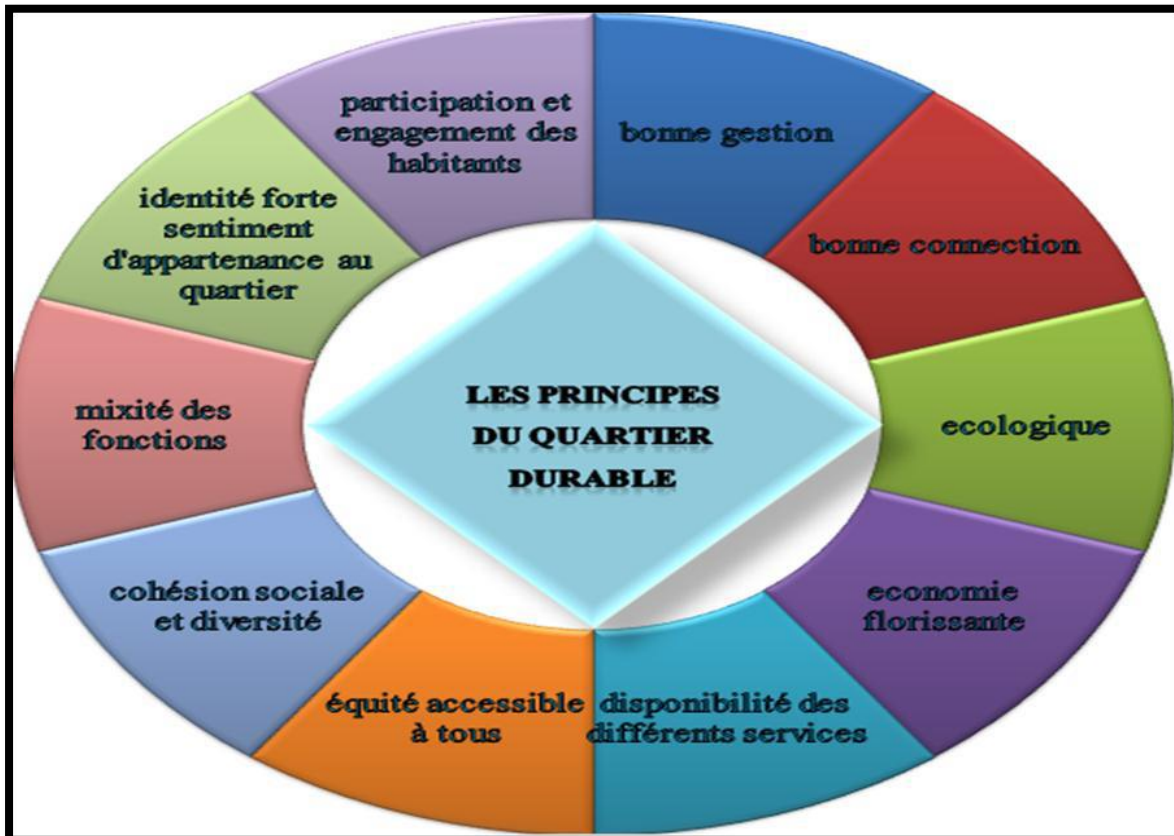 LES PRINCIPES
DU QUARTIER
DURABLE
bonne gestion
bonne connection
ecologique
economie
florissante
disponibilité des
différents services
équité accessible
à tous
cohésion sociale
et diversité
mixité des
fonctions
identité forte
sentiment
d'appartenance au
quartier
participation et
engagement des
habitants